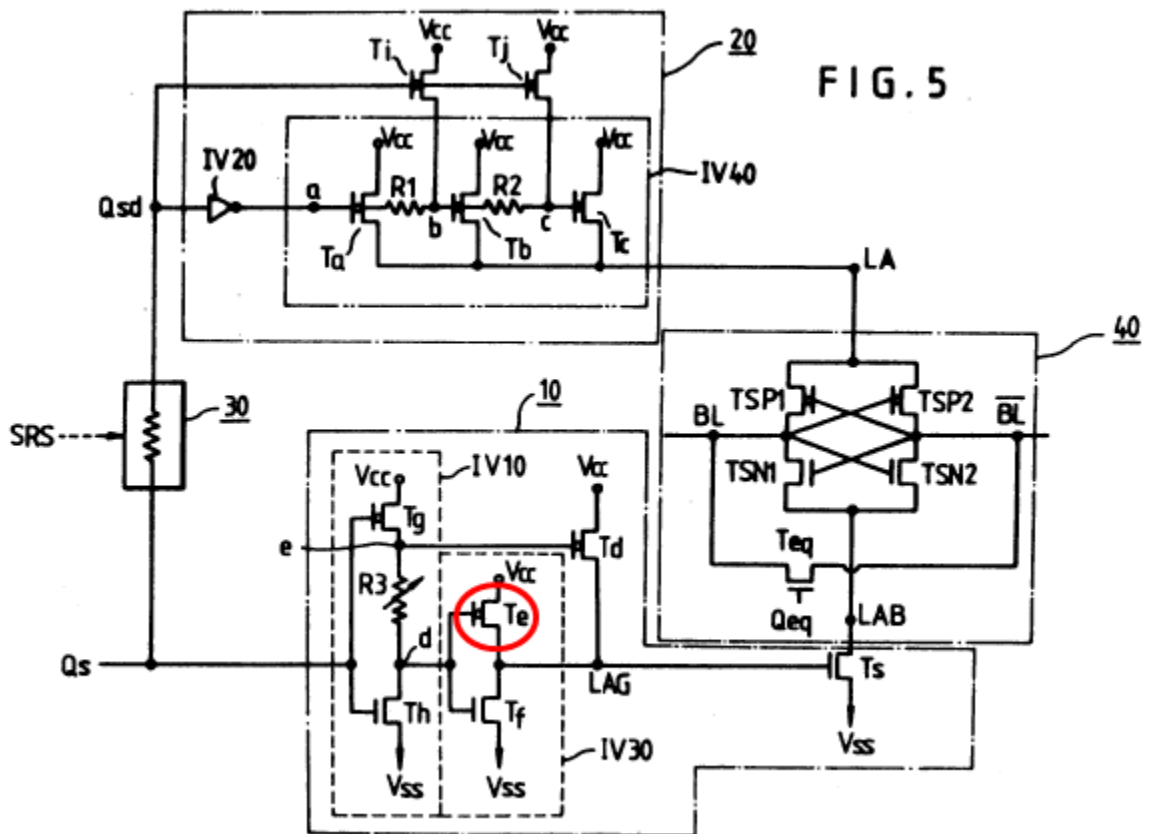 FIG. 5
20
Vcc
Vcc
Ti
Tj
Vcc
Vcc
Vcc
IV40
IV20
a
R1
R2
Qsd
b
c
Ta
Tb
Tc
LA
40
30
SRS
10
TSP1
TSP2
BL
BL
IV10
Vcc
Vcc
TSN1
TSN2
Tg
e
Td
Teq
R3
Vcc
Te
Qeq
LAB
d
Qs
LAG
Ts
Th
Tf
IV30
Vss
Vss
Vss